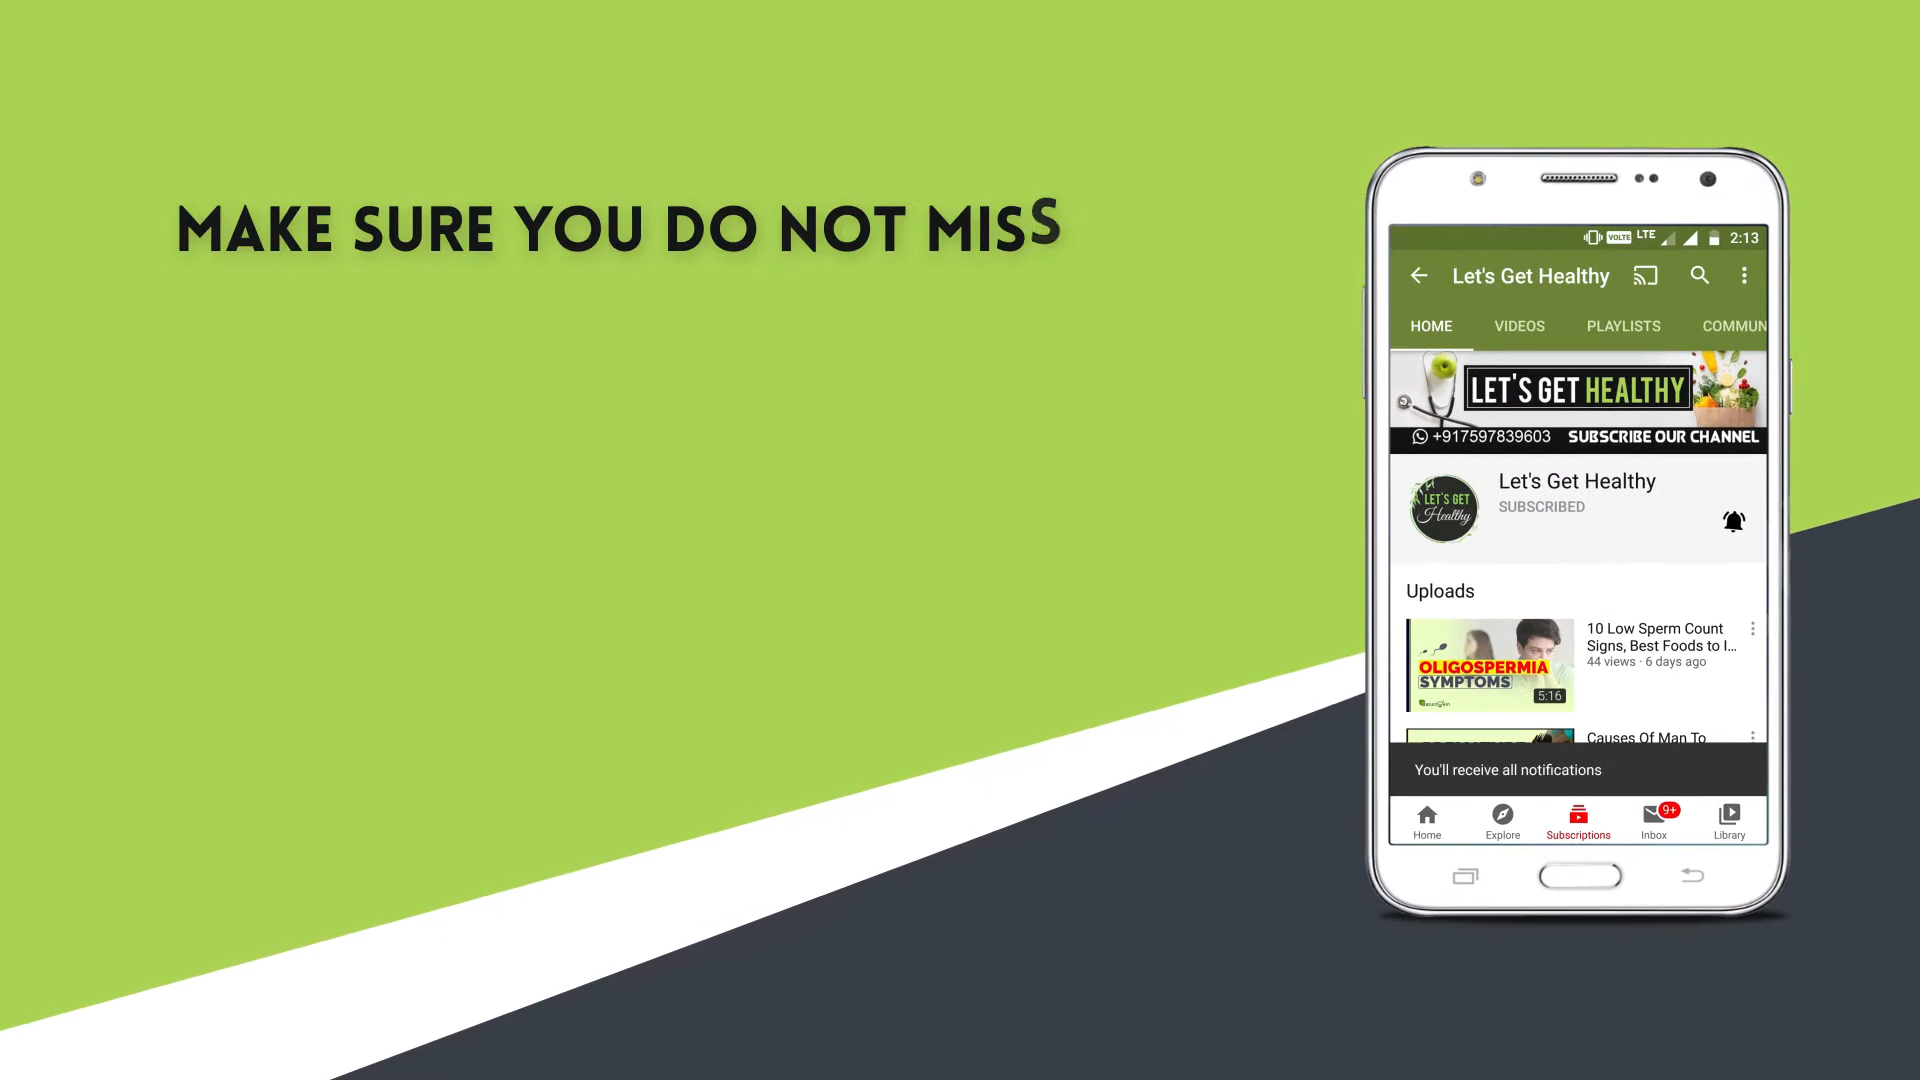 MAKE SURE YOU DO NOT MISS
VOLTE LTE 2:13
Let's Get Healthy
HOME VIDEOS PLAYLISTS COMMUN
LET'S GET HEALTHY
+917597839603 SUBSCRIBE OUR CHANNEL
LET'S GET
Healthy
Let's Get Healthy
SUBSCRIBED
Uploads
OLIGOSPERMIA
SYMPTOMS
5:16
10 Low Sperm Count
Signs, Best Foods to I...
44 views · 6 days ago
Causes Of Man To
You'll receive all notifications
9+
Home Explore Subscriptions Inbox Library